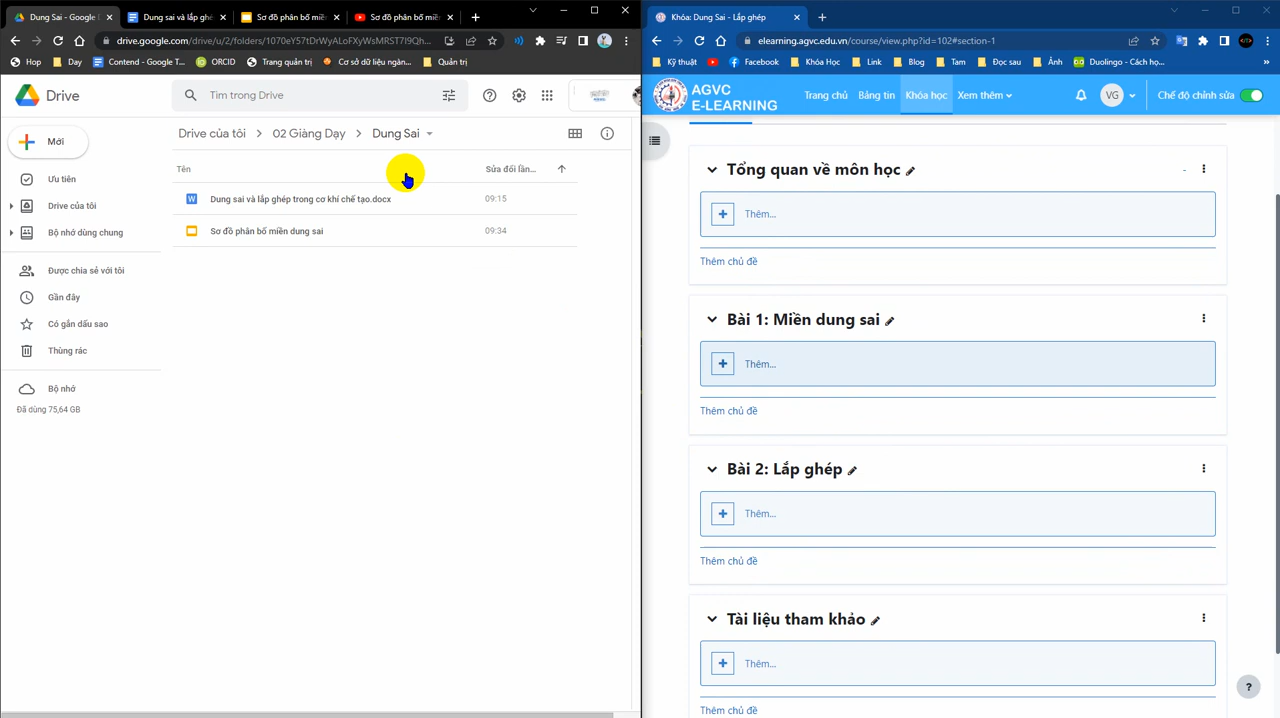 Dung Sai - Google D
Dung sai và lắp ghé
Sơ đồ phân bố miền
Sơ đồ phân bố miền
drive.google.com/drive/u/2/folders/1070eY57tDrWyALoFXyWsMRST7I9Qh...
Hop
Day
Contend - Google T...
ORCID
Trang quản trị
Cơ sở dữ liệu ngàn...
Quản trị
Drive
Tìm trong Drive
Mới
Ưu tiên
Drive của tôi
Bộ nhớ dùng chung
Được chia sẻ với tôi
Gần đây
Có gắn dấu sao
Thùng rác
Bộ nhớ
Đã dùng 75,64 GB
Drive của tôi > 02 Giảng Dạy > Dung Sai
Tên
Sửa đổi lần...
Dung sai và lắp ghép trong cơ khí chế tạo.docx
09:15
Sơ đồ phân bố miền dung sai
09:34
Khóa: Dung Sai - Lắp ghép
elearning.agvc.edu.vn/course/view.php?id=102#section-1
Kỹ thuật
Facebook
Khóa Học
Link
Blog
Tam
Đọc sau
Ảnh
Duolingo - Cách họ...
AGVC
E-LEARNING
Trang chủ
Bảng tin
Khóa học
Xem thêm
VG
Chế độ chỉnh sửa
Tổng quan về môn học
Thêm...
Thêm chủ đề
Bài 1: Miền dung sai
Thêm...
Thêm chủ đề
Bài 2: Lắp ghép
Thêm...
Thêm chủ đề
Tài liệu tham khảo
Thêm...
Thêm chủ đề
?